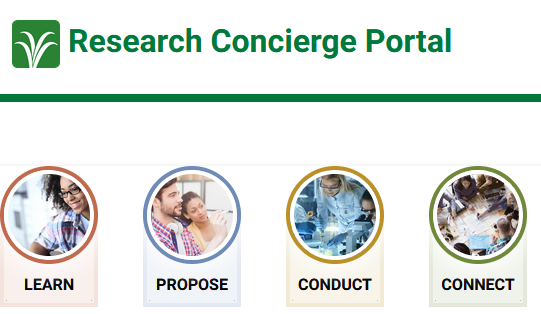 Research Concierge Portal
LEARN
PROPOSE
CONDUCT
CONNECT